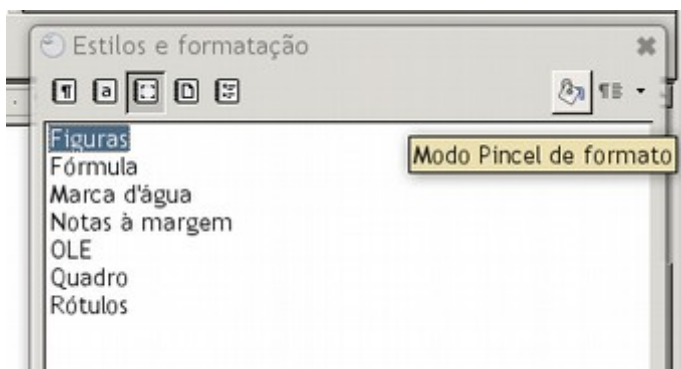 Estilos e formatação
a
Figuras
Modo Pincel de formato
Fórmula
Marca d'água
Notas à margem
OLE
Quadro
Rótulos